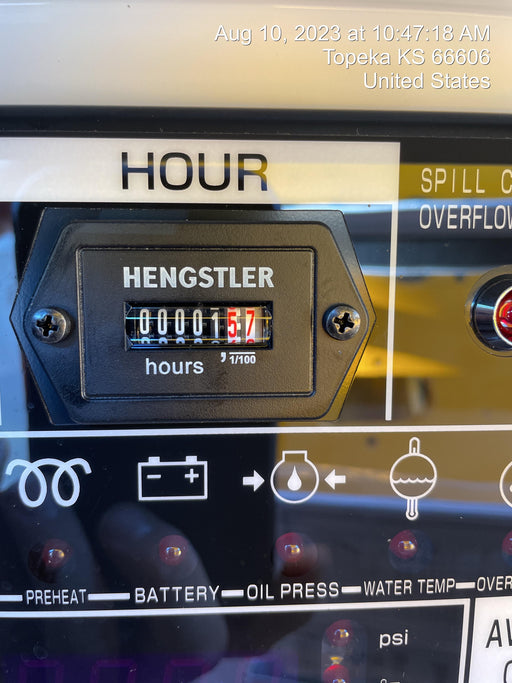 Aug 10, 2023 at 10:47:18 AM
Topeka KS 66606
United States
HOUR
SPILL C
OVERFLOW
HENGSTLER
0000157
hours , 1/100
PREHEAT BATTERY OIL PRESS WATER TEMP OVER
psi